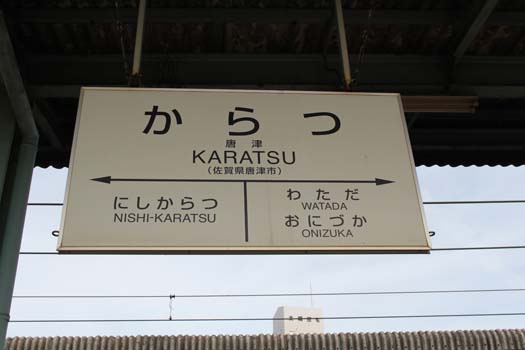 からつ
唐津
KARATSU
(佐賀県唐津市)
にしからつ
NISHI-KARATSU
わただ
WATADA
おにづか
ONIZUKA